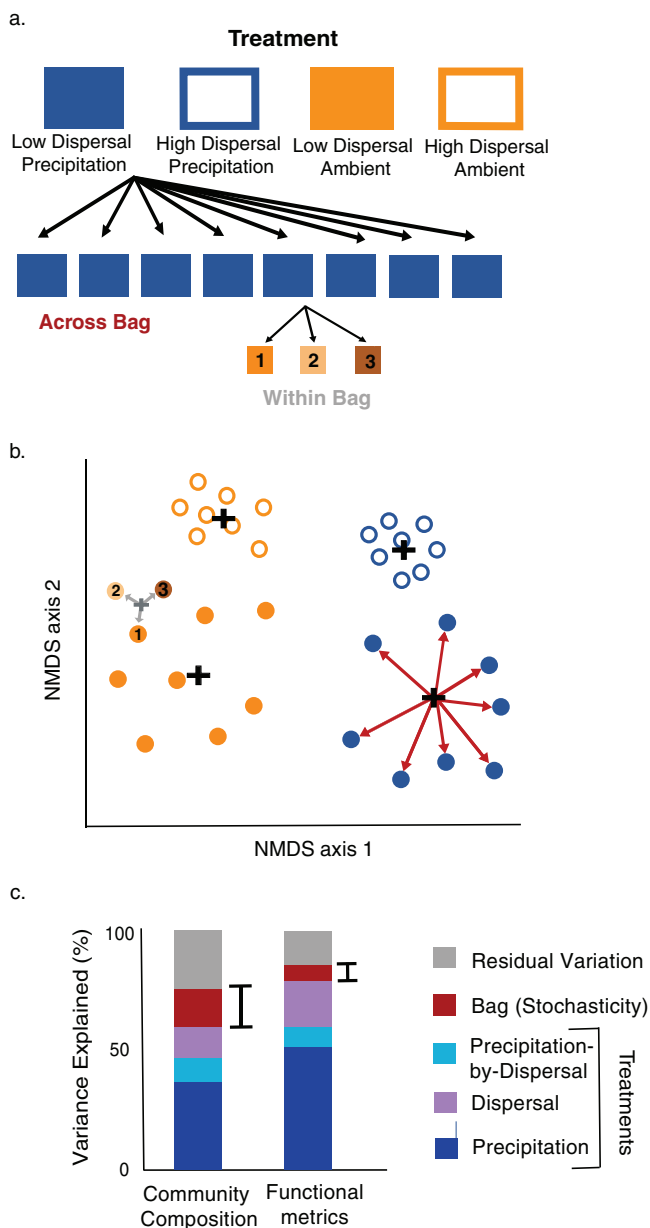 a.
Treatment
Low Dispersal
Precipitation
High Dispersal
Precipitation
Low Dispersal
Ambient
High Dispersal
Ambient
Across Bag
1
2
3
Within Bag
b.
NMDS axis 2
2
3
1
NMDS axis 1
c.
Variance Explained (%)
100
50
0
Community
Composition
Functional
metrics
Residual Variation
Bag (Stochasticity)
Precipitation-
by-Dispersal
Dispersal
Precipitation
Treatments